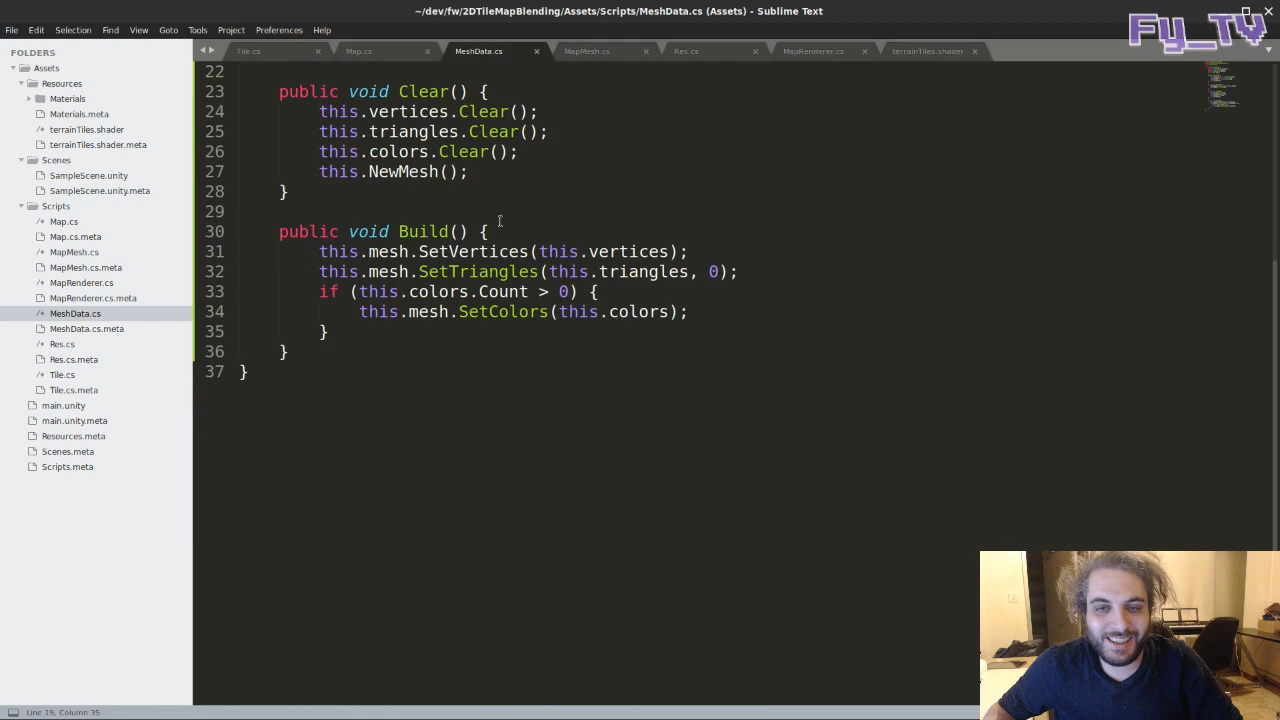 ~/dev/fw/2DTileMapBlending/Assets/Scripts/MeshData.cs (Assets) - Sublime Text
File Edit Selection Find View Goto Tools Project Preferences Help
Fy_TV
FOLDERS
Assets
Resources
Materials
Materials.meta
terrainTiles.shader
terrainTiles.shader.meta
Scenes
SampleScene.unity
SampleScene.unity.meta
Scripts
Map.cs
Map.cs.meta
MapMesh.cs
MapMesh.cs.meta
MapRenderer.cs
MapRenderer.cs.meta
MeshData.cs
MeshData.cs.meta
Res.cs
Res.cs.meta
Tile.cs
Tile.cs.meta
main.unity
main.unity.meta
Resources.meta
Scenes.meta
Scripts.meta
Tile.cs Map.cs MeshData.cs MapMesh.cs Res.cs MapRenderer.cs terrainTiles.shader
22
23 public void Clear() {
24 this.vertices.Clear();
25 this.triangles.Clear();
26 this.colors.Clear();
27 this.NewMesh();
28 }
29
30 public void Build() {
31 this.mesh.SetVertices(this.vertices);
32 this.mesh.SetTriangles(this.triangles, 0);
33 if (this.colors.Count > 0) {
34 this.mesh.SetColors(this.colors);
35 }
36 }
37 }
Line 19, Column 35